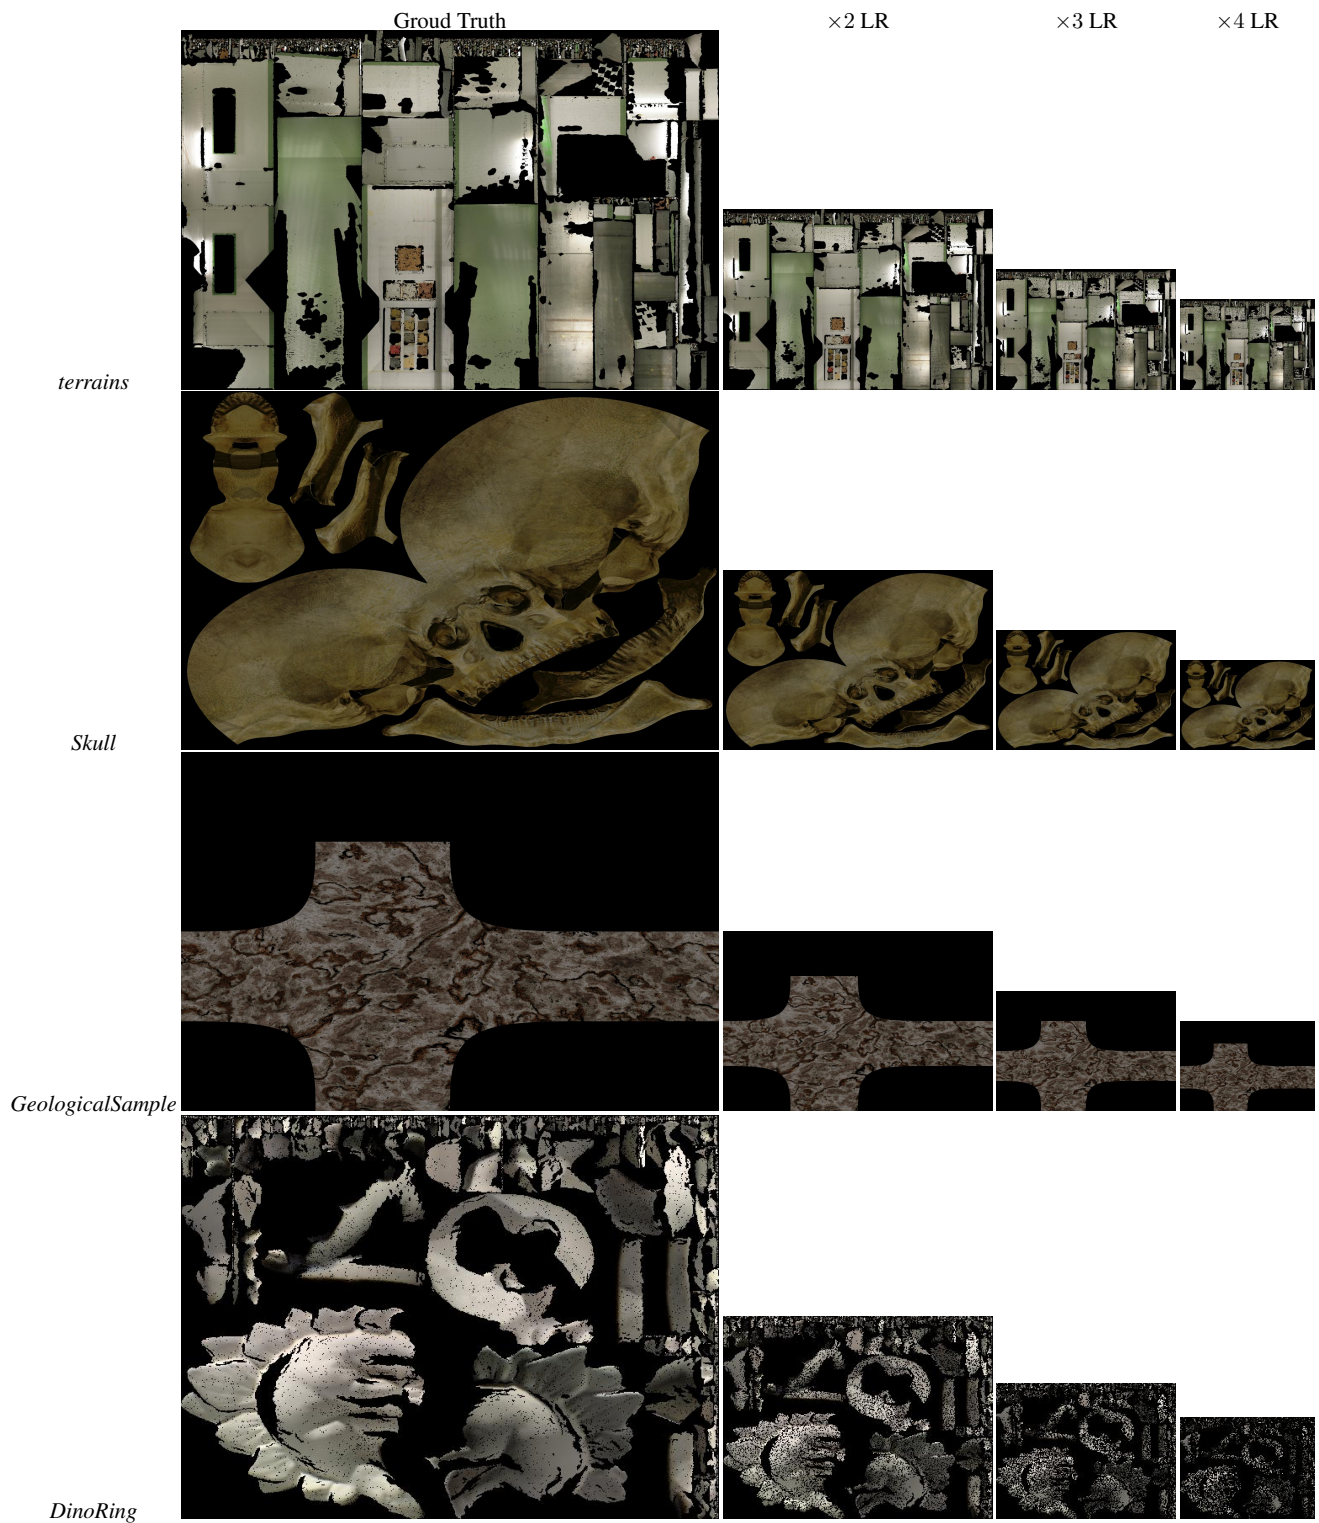 Groud Truth
×2 LR
×3 LR
×4 LR
terrains
Skull
GeologicalSample
DinoRing